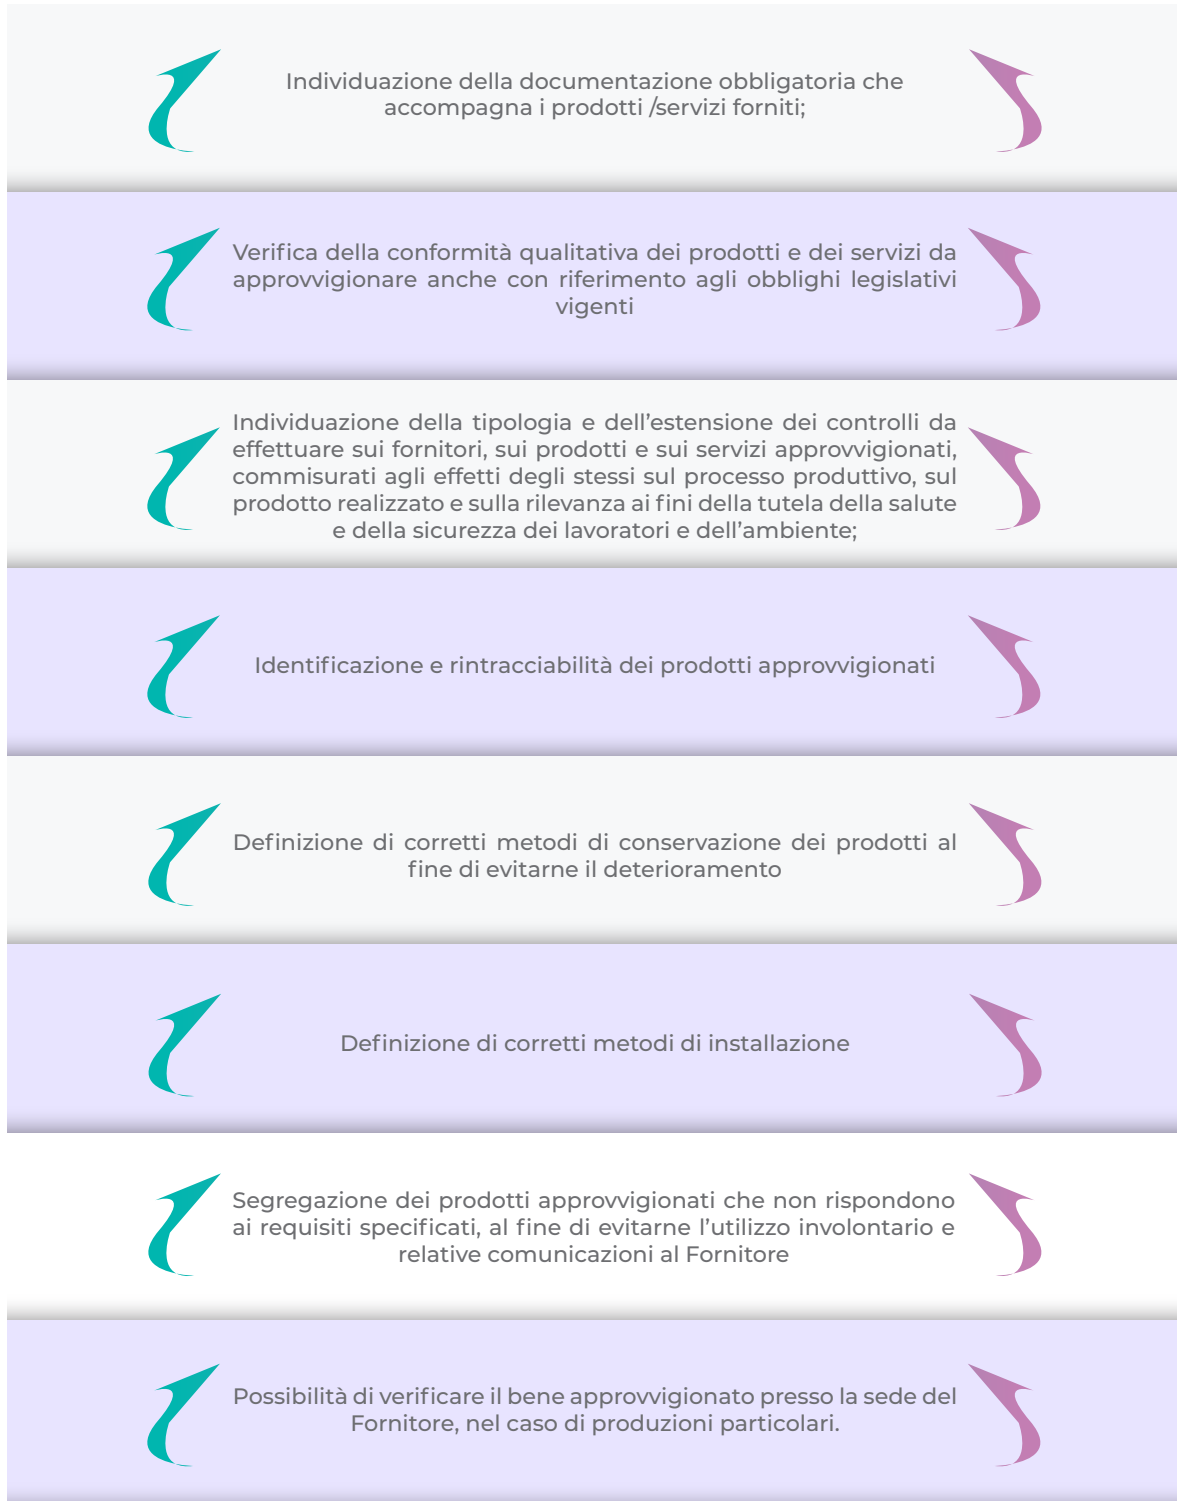 Individuazione della documentazione obbligatoria che
accompagna i prodotti /servizi forniti;
Verifica della conformità qualitativa dei prodotti e dei servizi da
approvvigionare anche con riferimento agli obblighi legislativi
vigenti
Individuazione della tipologia e dell’estensione dei controlli da
effettuare sui fornitori, sui prodotti e sui servizi approvvigionati,
commisurati agli effetti degli stessi sul processo produttivo, sul
prodotto realizzato e sulla rilevanza ai fini della tutela della salute
e della sicurezza dei lavoratori e dell’ambiente;
Identificazione e rintracciabilità dei prodotti approvvigionati
Definizione di corretti metodi di conservazione dei prodotti al
fine di evitarne il deterioramento
Definizione di corretti metodi di installazione
Segregazione dei prodotti approvvigionati che non rispondono
ai requisiti specificati, al fine di evitarne l’utilizzo involontario e
relative comunicazioni al Fornitore
Possibilità di verificare il bene approvvigionato presso la sede del
Fornitore, nel caso di produzioni particolari.